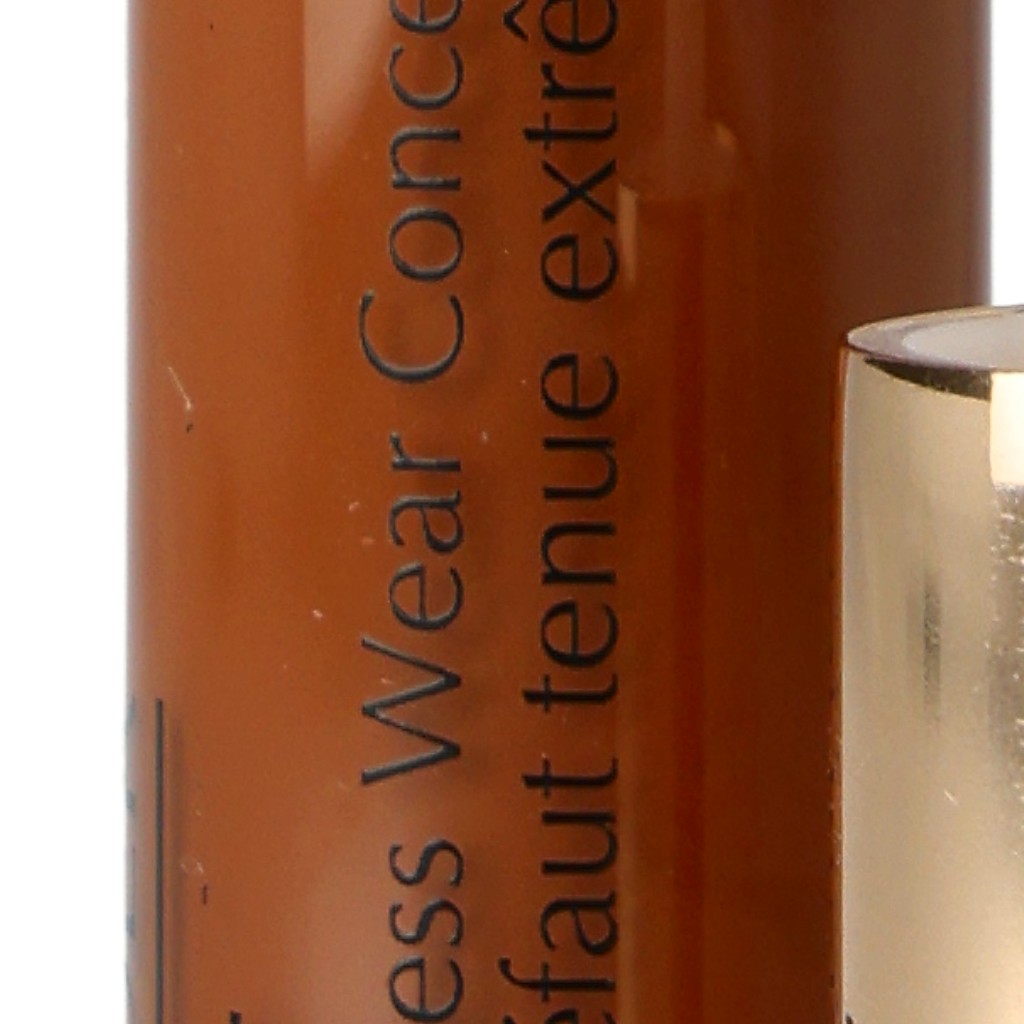 ess Wear Conce
éfaut tenue extrê